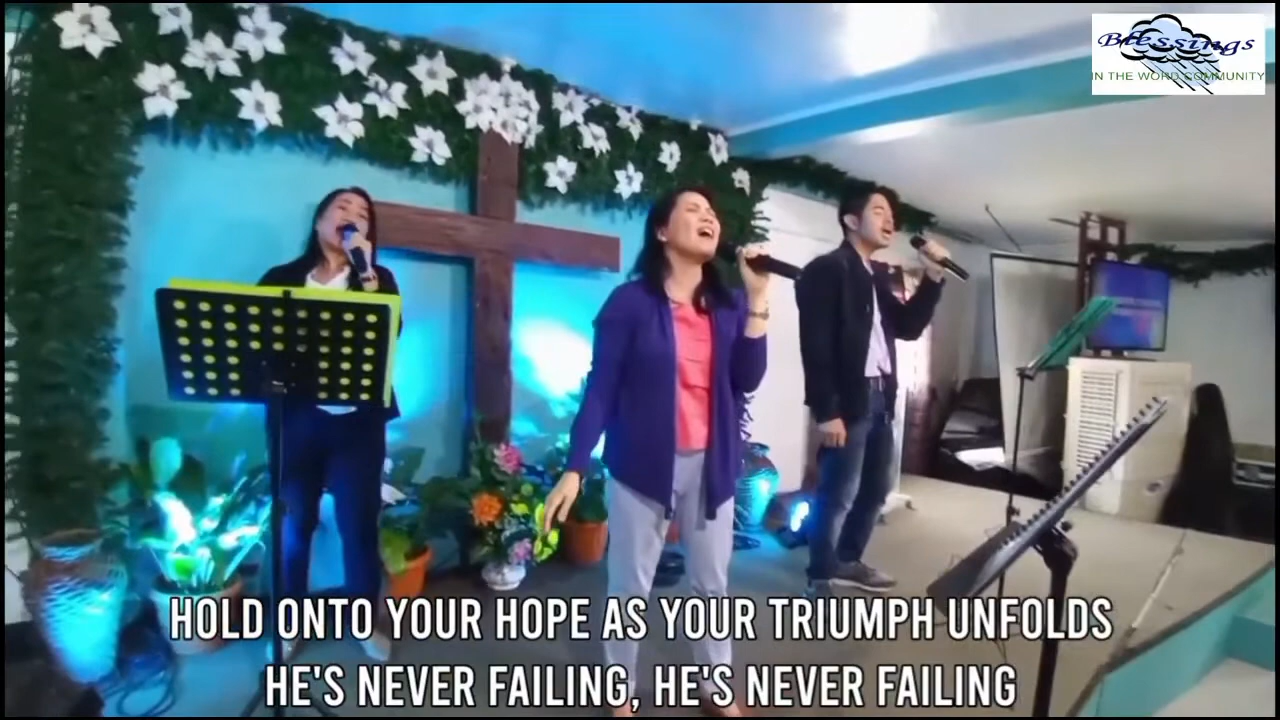 Blessings
IN THE WORD COMMUNITY
HOLD ONTO YOUR HOPE AS YOUR TRIUMPH UNFOLDS
HE'S NEVER FAILING, HE'S NEVER FAILING